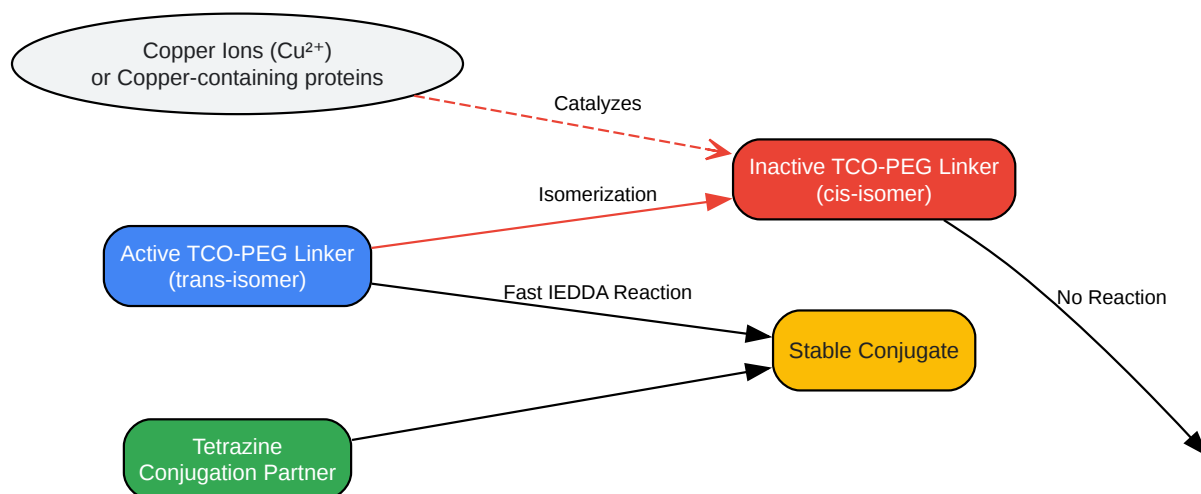 Copper Ions (Cu²⁺)
or Copper-containing proteins
Catalyzes
Inactive TCO-PEG Linker
(cis-isomer)
Isomerization
Active TCO-PEG Linker
(trans-isomer)
Fast IEDDA Reaction
No Reaction
Stable Conjugate
Tetrazine
Conjugation Partner